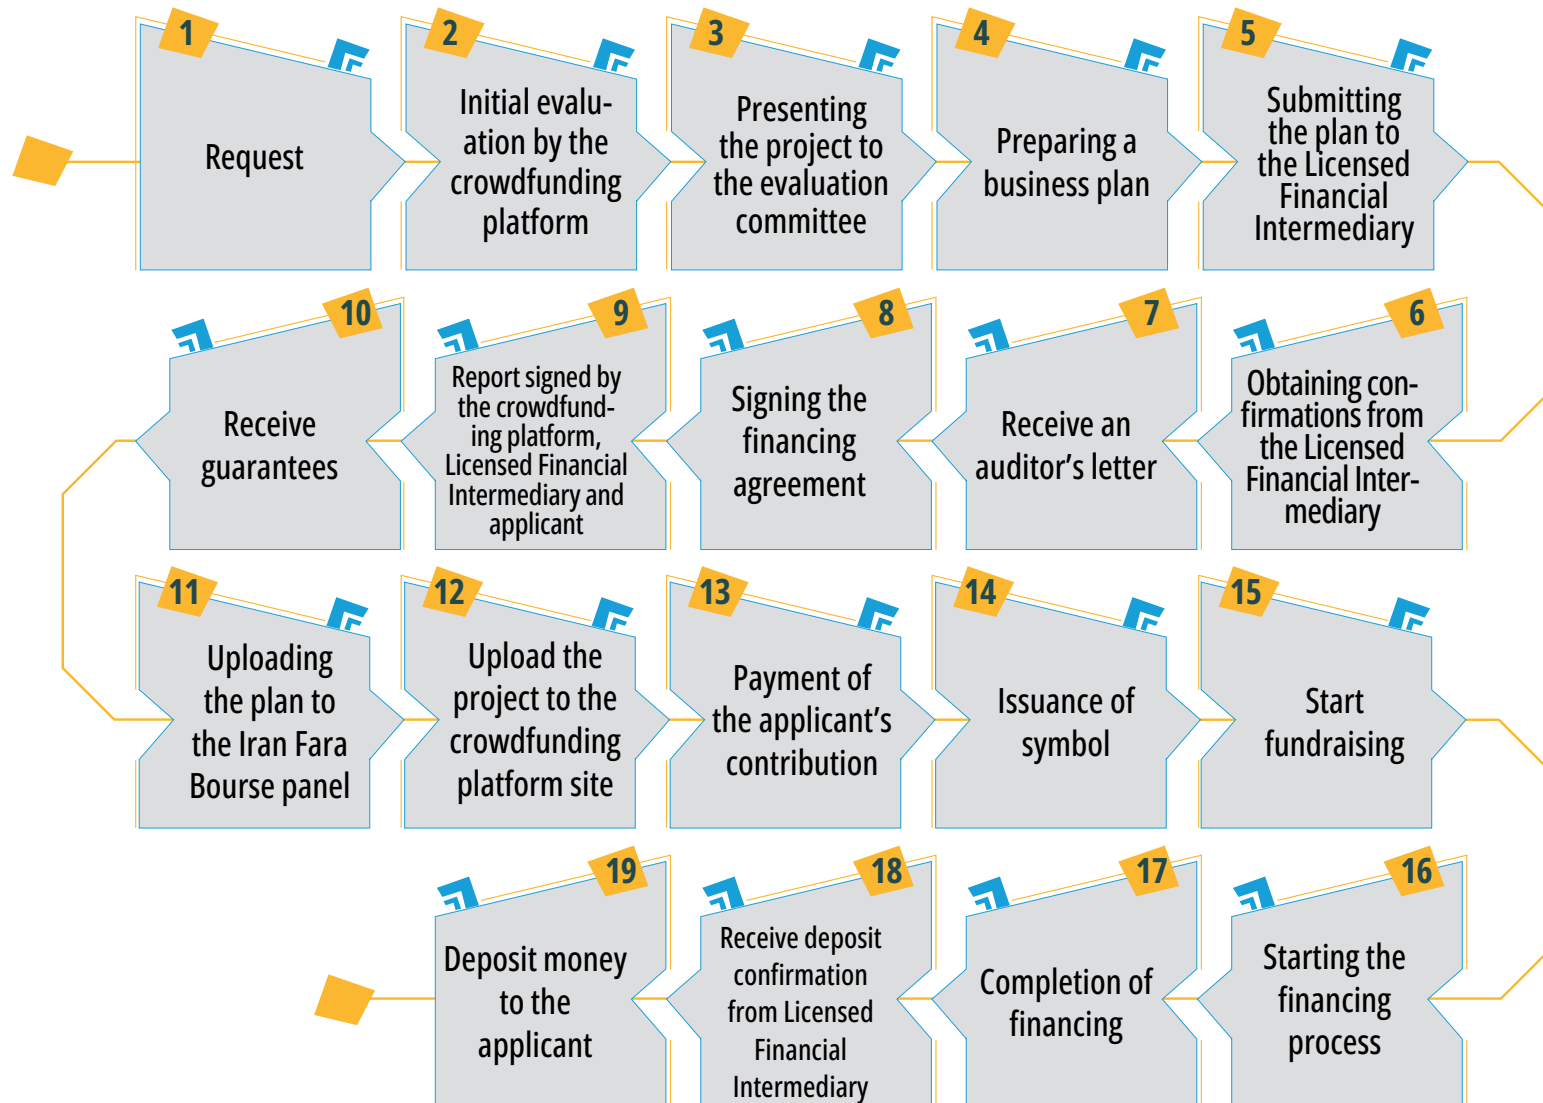 1
Request
2
Initial evalu-
ation by the
crowdfunding
platform
3
Presenting
the project to
the evaluation
committee
4
Preparing a
business plan
5
Submitting
the plan to
the Licensed
Financial
Intermediary
6
Obtaining con-
firmations from
the Licensed
Financial Inter-
mediary
7
Receive an
auditor's letter
8
Signing the
financing
agreement
9
Report signed by
the crowdfund-
ing platform,
Licensed Financial
Intermediary and
applicant
10
Receive
guarantees
11
Uploading
the plan to
the Iran Fara
Bourse panel
12
Upload the
project to the
crowdfunding
platform site
13
Payment of
the applicant's
contribution
14
Issuance of
symbol
15
Start
fundraising
16
Starting the
financing
process
17
Completion of
financing
18
Receive deposit
confirmation
from Licensed
Financial
Intermediary
19
Deposit money
to the
applicant